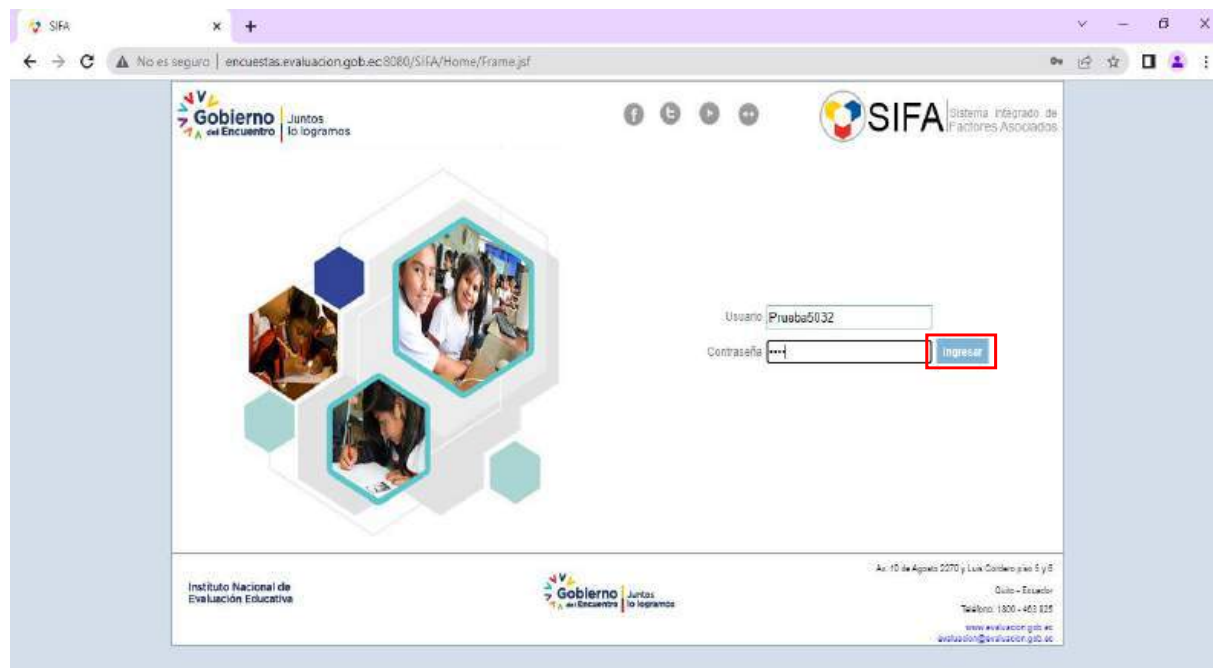 SIFA
No es seguro | encuestas.evaluacion.gob.ec:8080/SIFA/Home/Frame.jsf
Gobierno del Encuentro | Juntos lo logramos
SIFA Sistema Integrado de Factores Asociados
Usuario Prueba5032
Contraseña •••• Ingresar
Instituto Nacional de
Evaluación Educativa
Gobierno del Encuentro | Juntos lo logramos
Av. 10 de Agosto 2270 y Luis Cordero piso 5 y 6
Quito - Ecuador
Teléfono: 1800 - 463 825
www.evaluacion.gob.ec
evaluacion@evaluacion.gob.ec